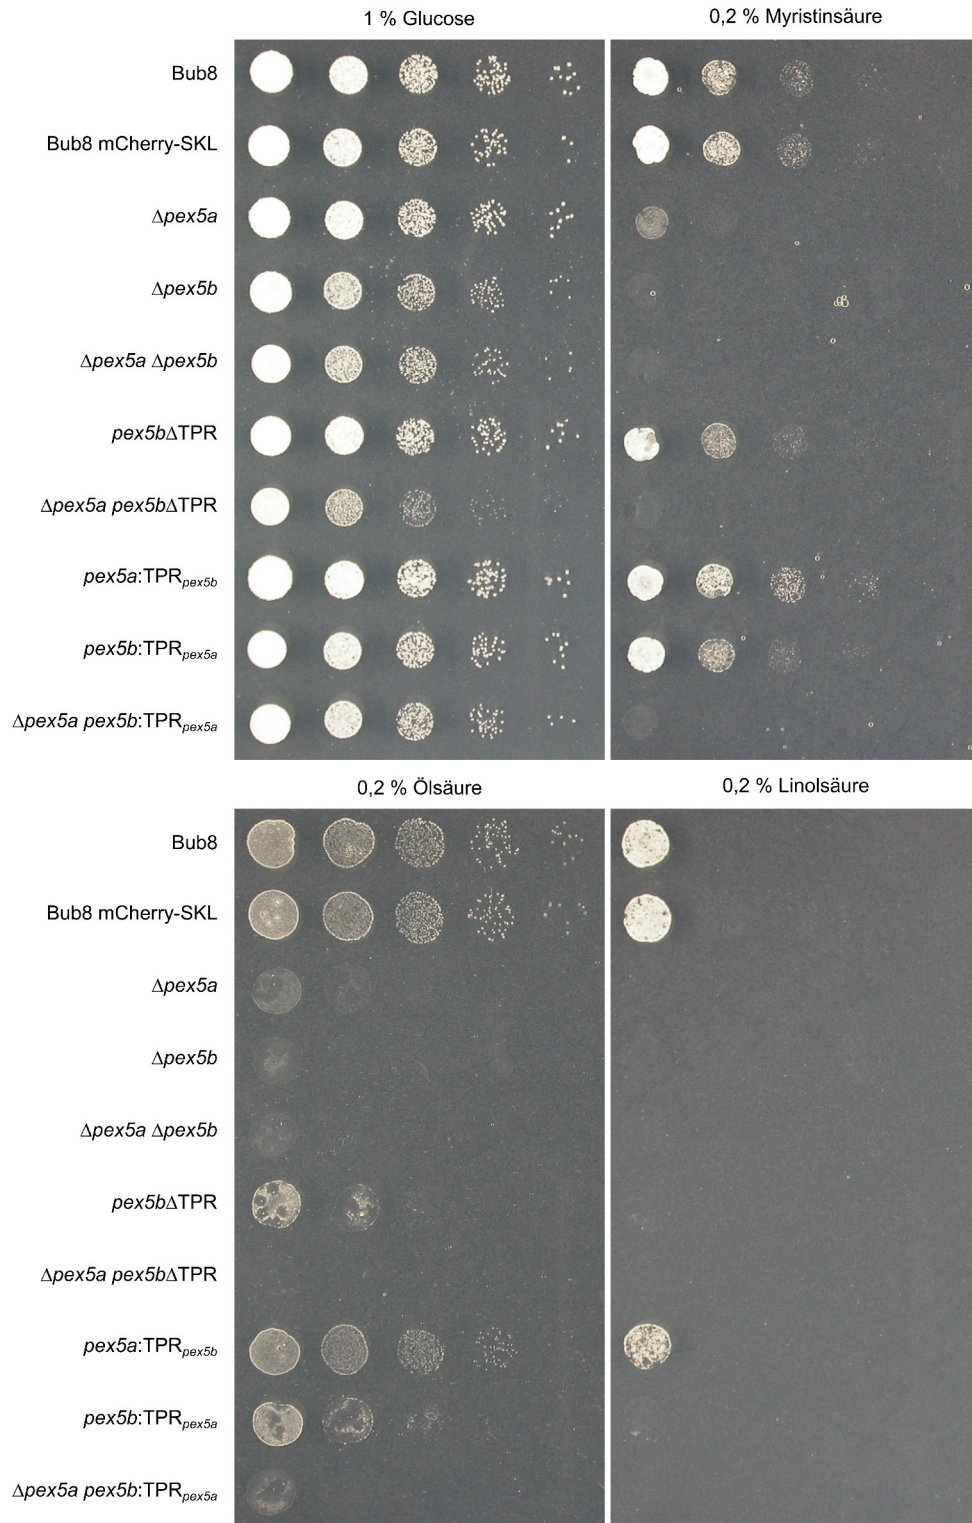 1 % Glucose
0,2 % Myristinsäure
Bub8
Bub8 mCherry-SKL
Δpex5a
Δpex5b
Δpex5a Δpex5b
pex5bΔTPR
Δpex5a pex5bΔTPR
pex5a:TPRpex5b
pex5b:TPRpex5a
Δpex5a pex5b:TPRpex5a
0,2 % Ölsäure
0,2 % Linolsäure
Bub8
Bub8 mCherry-SKL
Δpex5a
Δpex5b
Δpex5a Δpex5b
pex5bΔTPR
Δpex5a pex5bΔTPR
pex5a:TPRpex5b
pex5b:TPRpex5a
Δpex5a pex5b:TPRpex5a